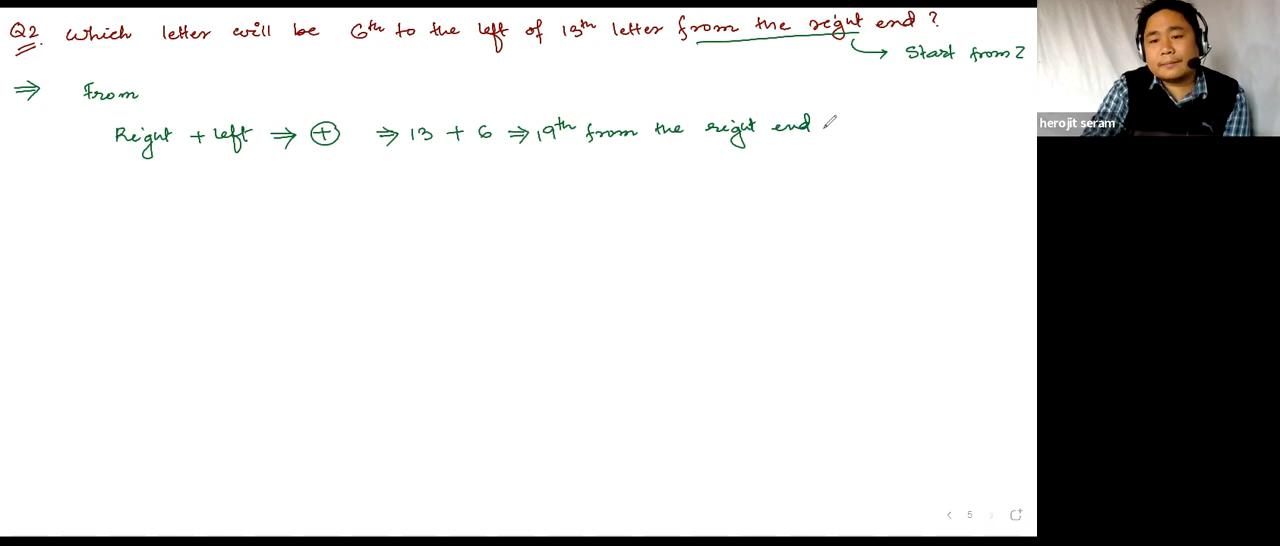 Q2. Which letter will be 6th to the left of 13th letter from the right end?
→ Start from Z
⇒ From
Right + left ⇒ ⊕ ⇒ 13 + 6 ⇒ 19th from the right end
herojit seram
5